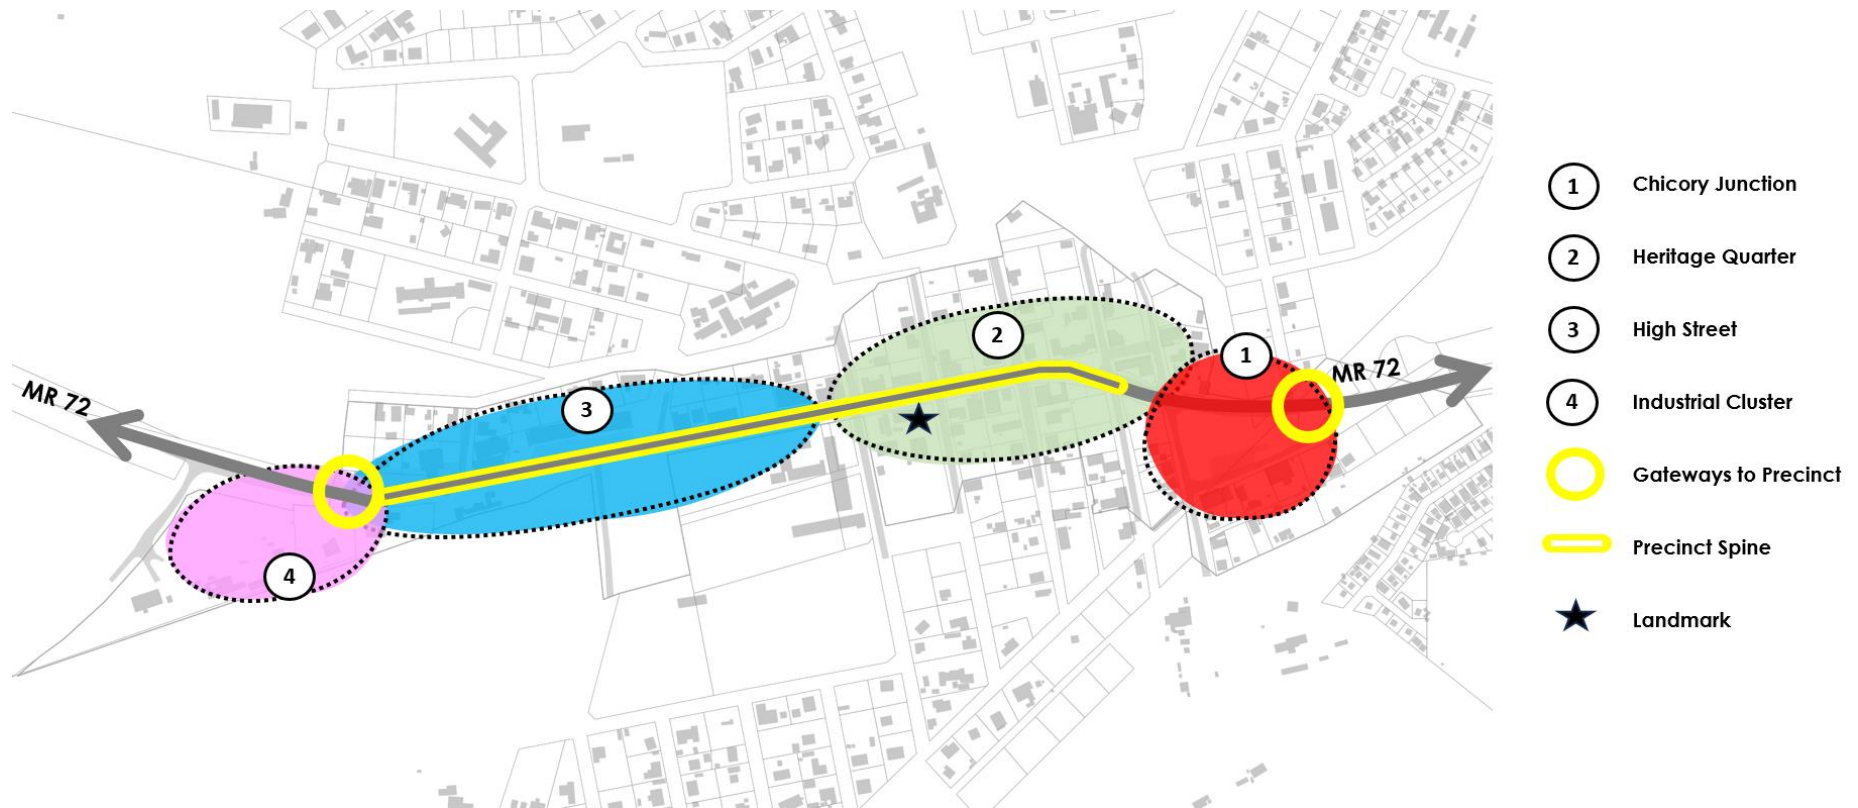 MR 72
4
3
2
1
MR 72
1 Chicory Junction
2 Heritage Quarter
3 High Street
4 Industrial Cluster
Gateways to Precinct
Precinct Spine
Landmark